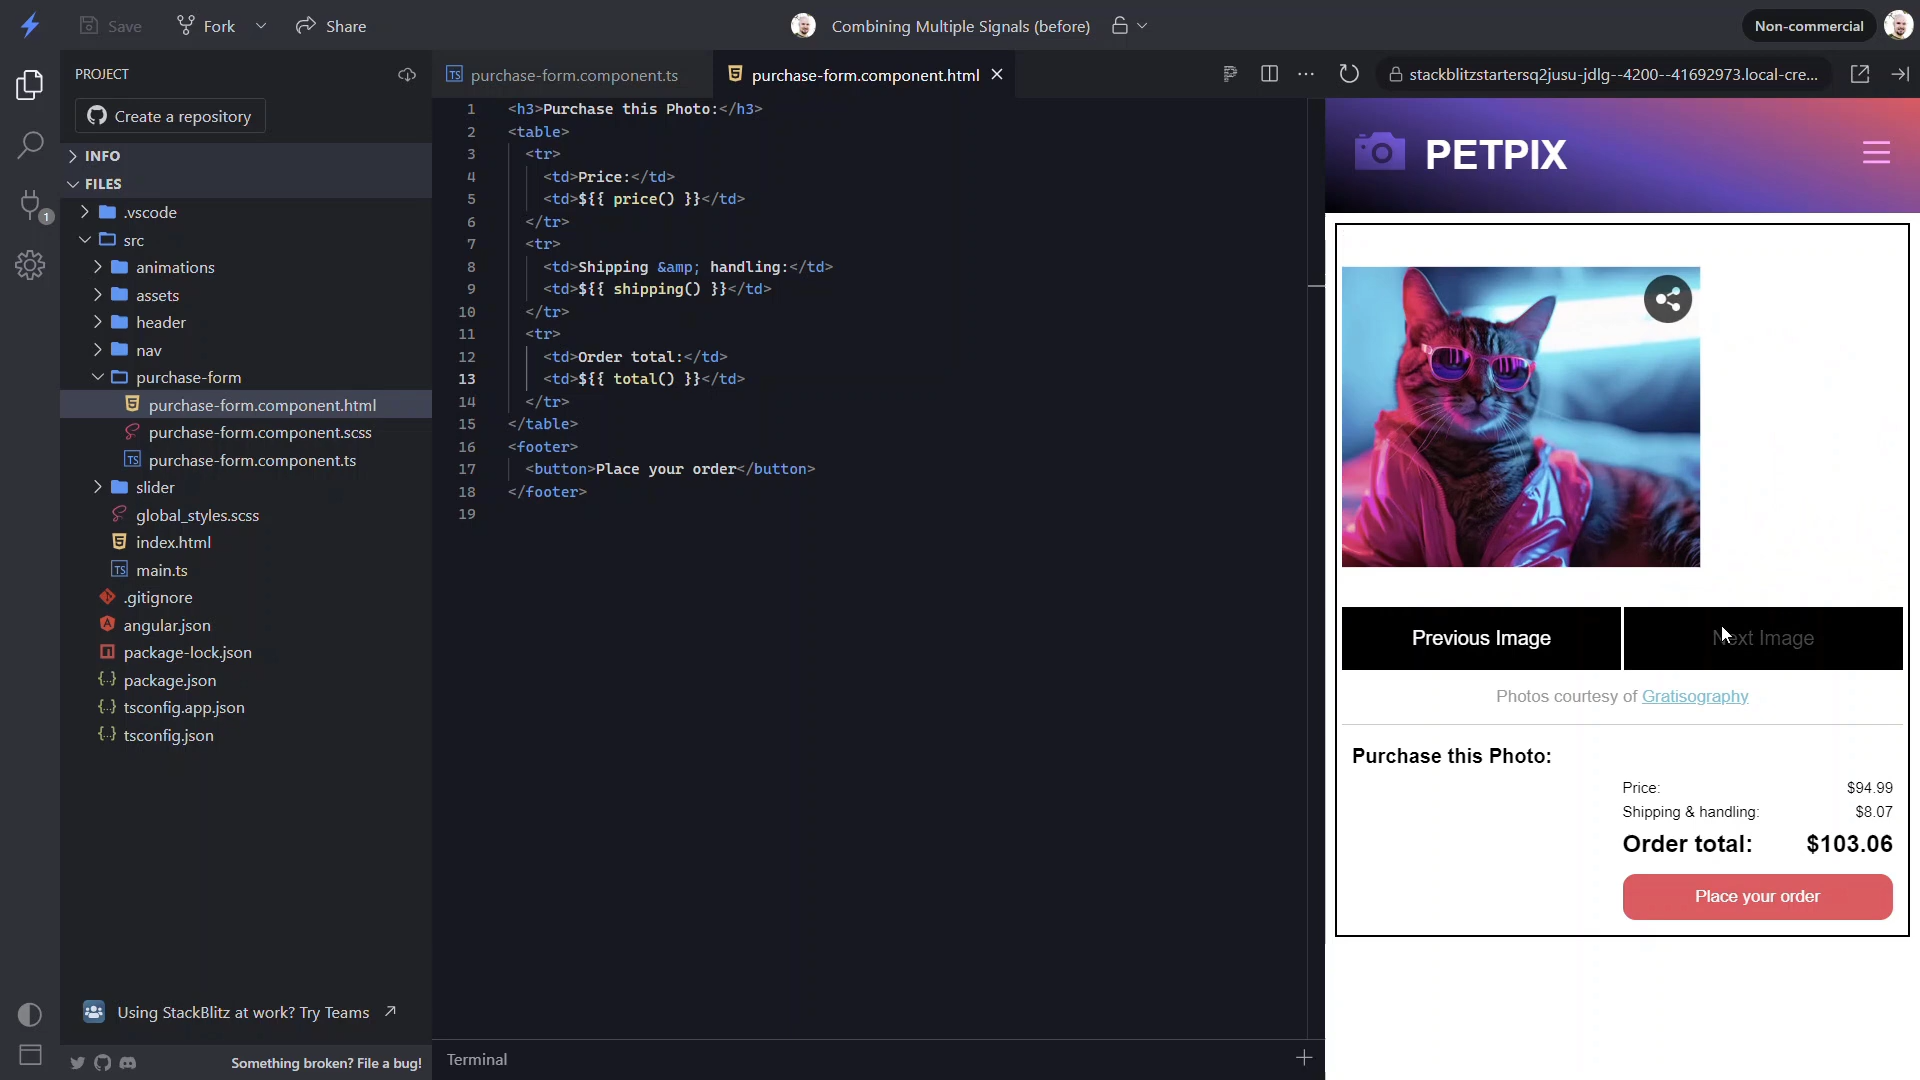 Save
Fork
Share
Combining Multiple Signals (before)
Non-commercial
PROJECT
Create a repository
INFO
FILES
.vscode
src
animations
assets
header
nav
purchase-form
purchase-form.component.html
purchase-form.component.scss
purchase-form.component.ts
slider
global_styles.scss
index.html
main.ts
.gitignore
angular.json
package-lock.json
package.json
tsconfig.app.json
tsconfig.json
1
Using StackBlitz at work? Try Teams
Something broken? File a bug!
purchase-form.component.ts
purchase-form.component.html
1 <h3>Purchase this Photo:</h3>
2 <table>
3 <tr>
4 <td>Price:</td>
5 <td>${{ price() }}</td>
6 </tr>
7 <tr>
8 <td>Shipping &amp; handling:</td>
9 <td>${{ shipping() }}</td>
10 </tr>
11 <tr>
12 <td>Order total:</td>
13 <td>${{ total() }}</td>
14 </tr>
15 </table>
16 <footer>
17 <button>Place your order</button>
18 </footer>
19
Terminal
stackblitzstartersq2jusu-jdlg--4200--41692973.local-cre...
PETPIX
Previous Image
Next Image
Photos courtesy of Gratisography
Purchase this Photo:
Price: $94.99
Shipping & handling: $8.07
Order total: $103.06
Place your order